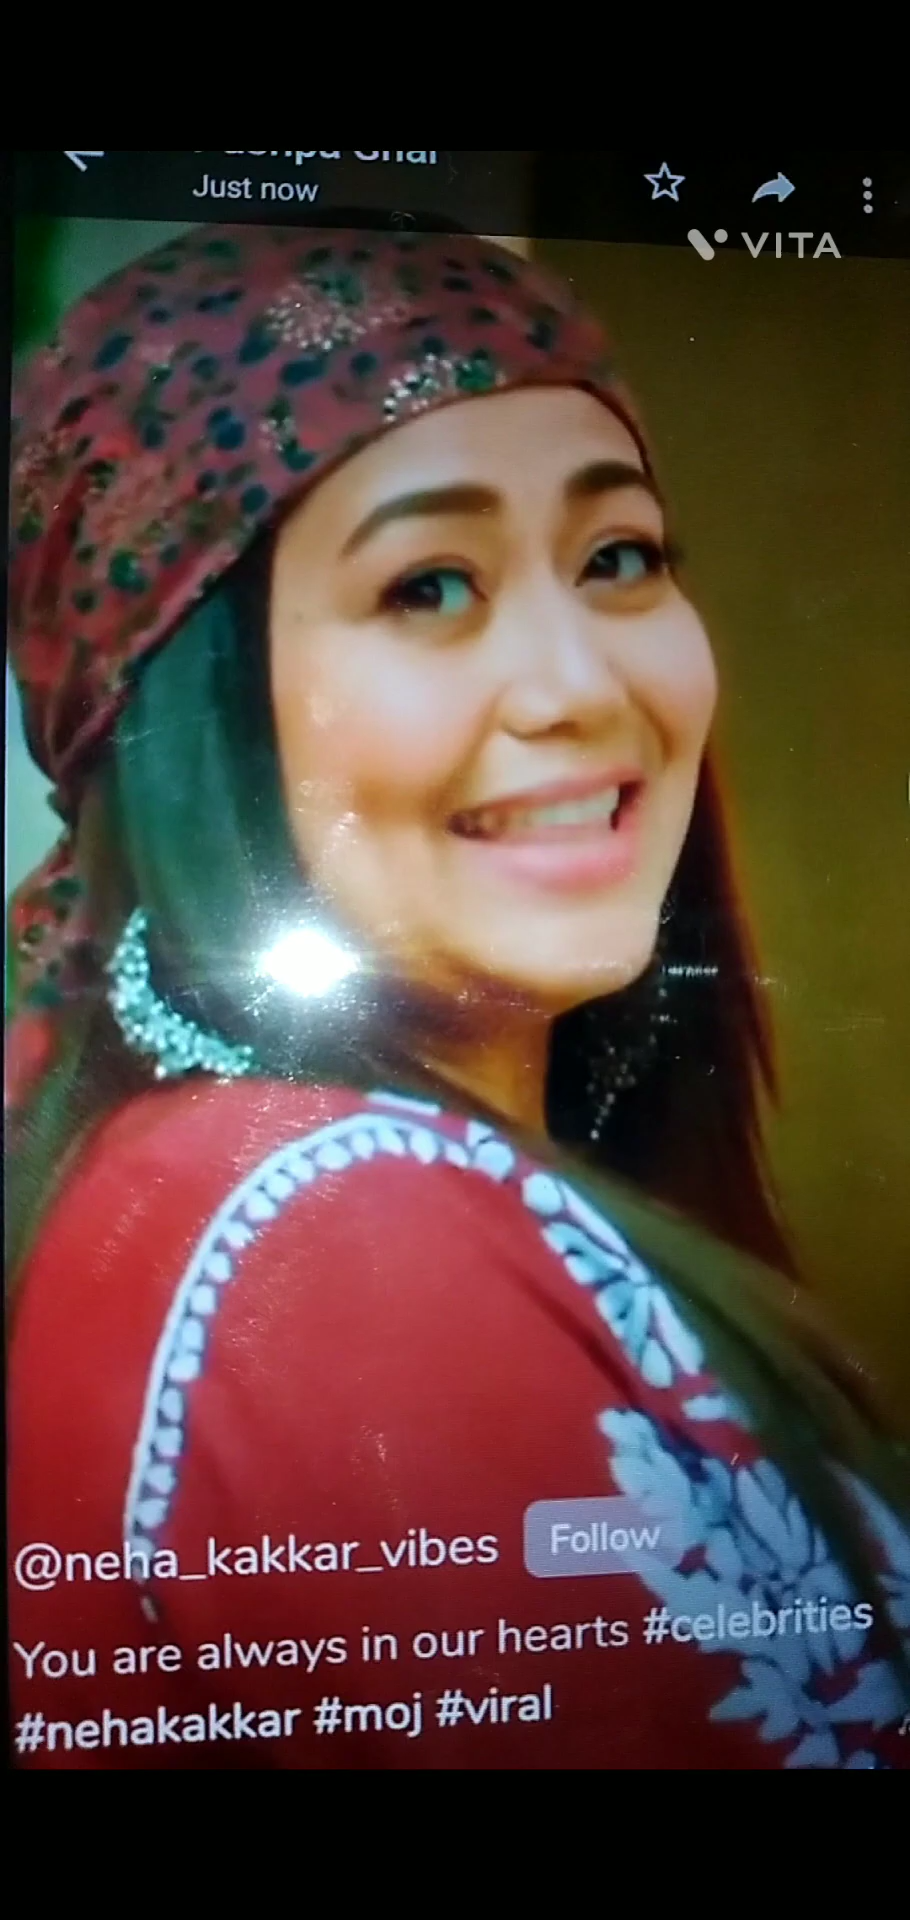 Just now
VITA
@neha_kakkar_vibes Follow
You are always in our hearts #celebrities
#nehakakkar #moj #viral